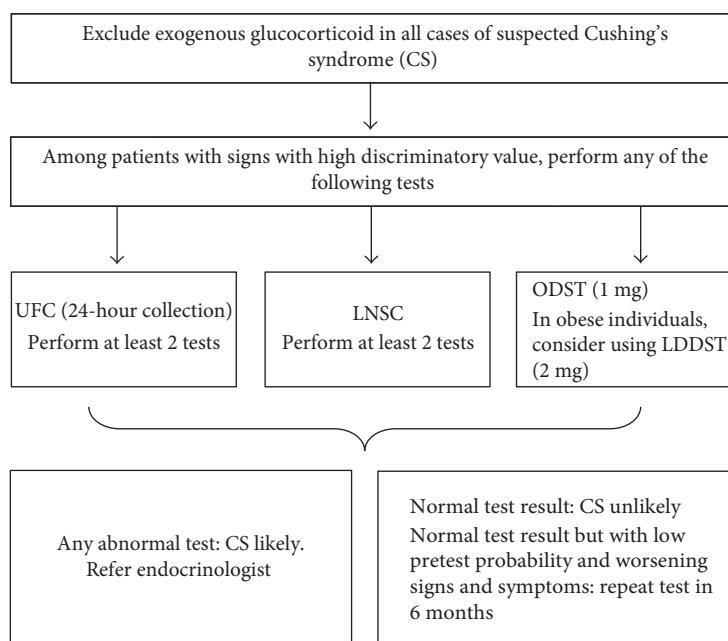 Exclude exogenous glucocorticoid in all cases of suspected Cushing's
syndrome (CS)
Among patients with signs with high discriminatory value, perform any of the
following tests
UFC (24-hour collection)
Perform at least 2 tests
LNSC
Perform at least 2 tests
ODST (1 mg)
In obese individuals,
consider using LDDST
(2 mg)
Any abnormal test: CS likely.
Refer endocrinologist
Normal test result: CS unlikely
Normal test result but with low
pretest probability and worsening
signs and symptoms: repeat test in
6 months